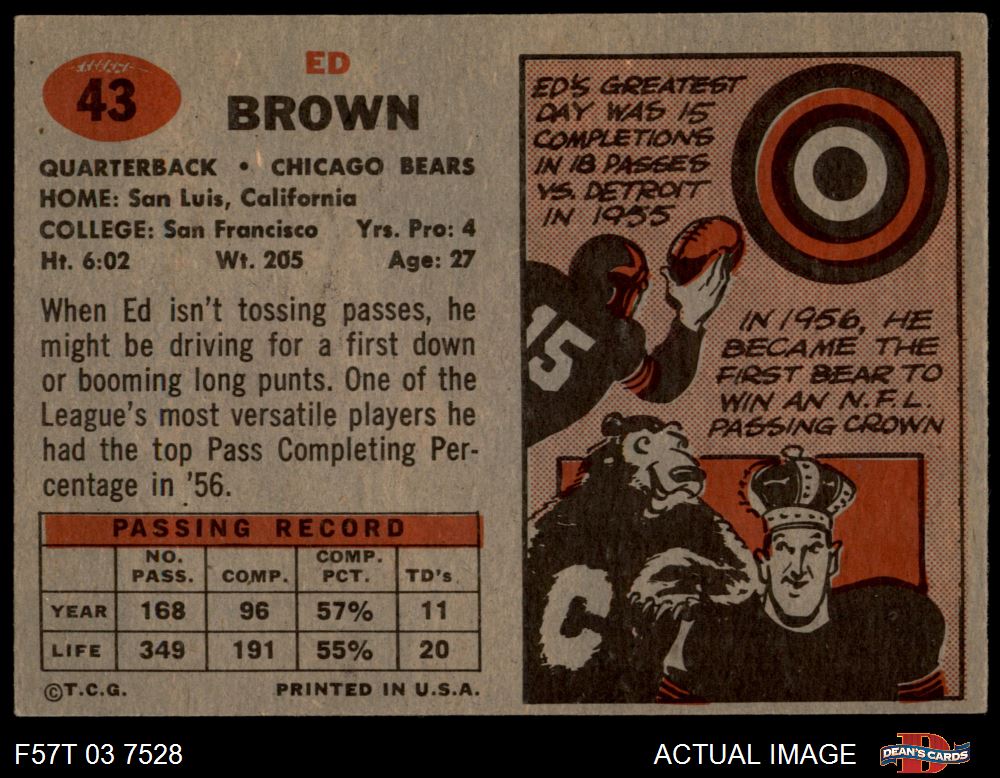 43
ED
BROWN
QUARTERBACK • CHICAGO BEARS
HOME: San Luis, California
COLLEGE: San Francisco Yrs. Pro: 4
Ht. 6:02 Wt. 205 Age: 27
When Ed isn't tossing passes, he
might be driving for a first down
or booming long punts. One of the
League's most versatile players he
had the top Pass Completing Per-
centage in '56.
PASSING RECORD
NO. PASS. COMP. COMP. PCT. TD's
YEAR 168 96 57% 11
LIFE 349 191 55% 20
©T.C.G. PRINTED IN U.S.A.
ED'S GREATEST
DAY WAS 15
COMPLETIONS
IN 18 PASSES
VS. DETROIT
IN 1955
15
IN 1956, HE
BECAME THE
FIRST BEAR TO
WIN AN N.F.L.
PASSING CROWN
C
F57T 03 7528
ACTUAL IMAGE
D
DEAN'S CARDS